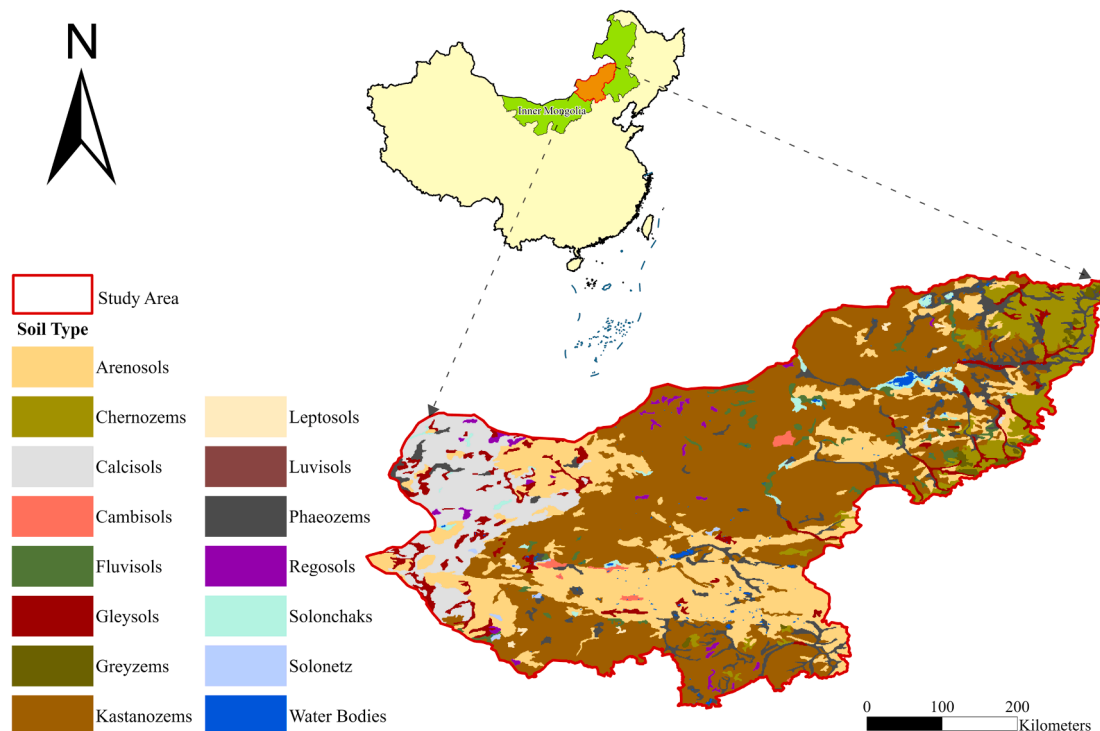 N
Inner Mongolia
Study Area
Soil Type
Arenosols
Chernozems
Calcisols
Cambisols
Fluvisols
Gleysols
Greyzems
Kastanozems
Leptosols
Luvisols
Phaeozems
Regosols
Solonchaks
Solonetz
Water Bodies
0 100 200
Kilometers